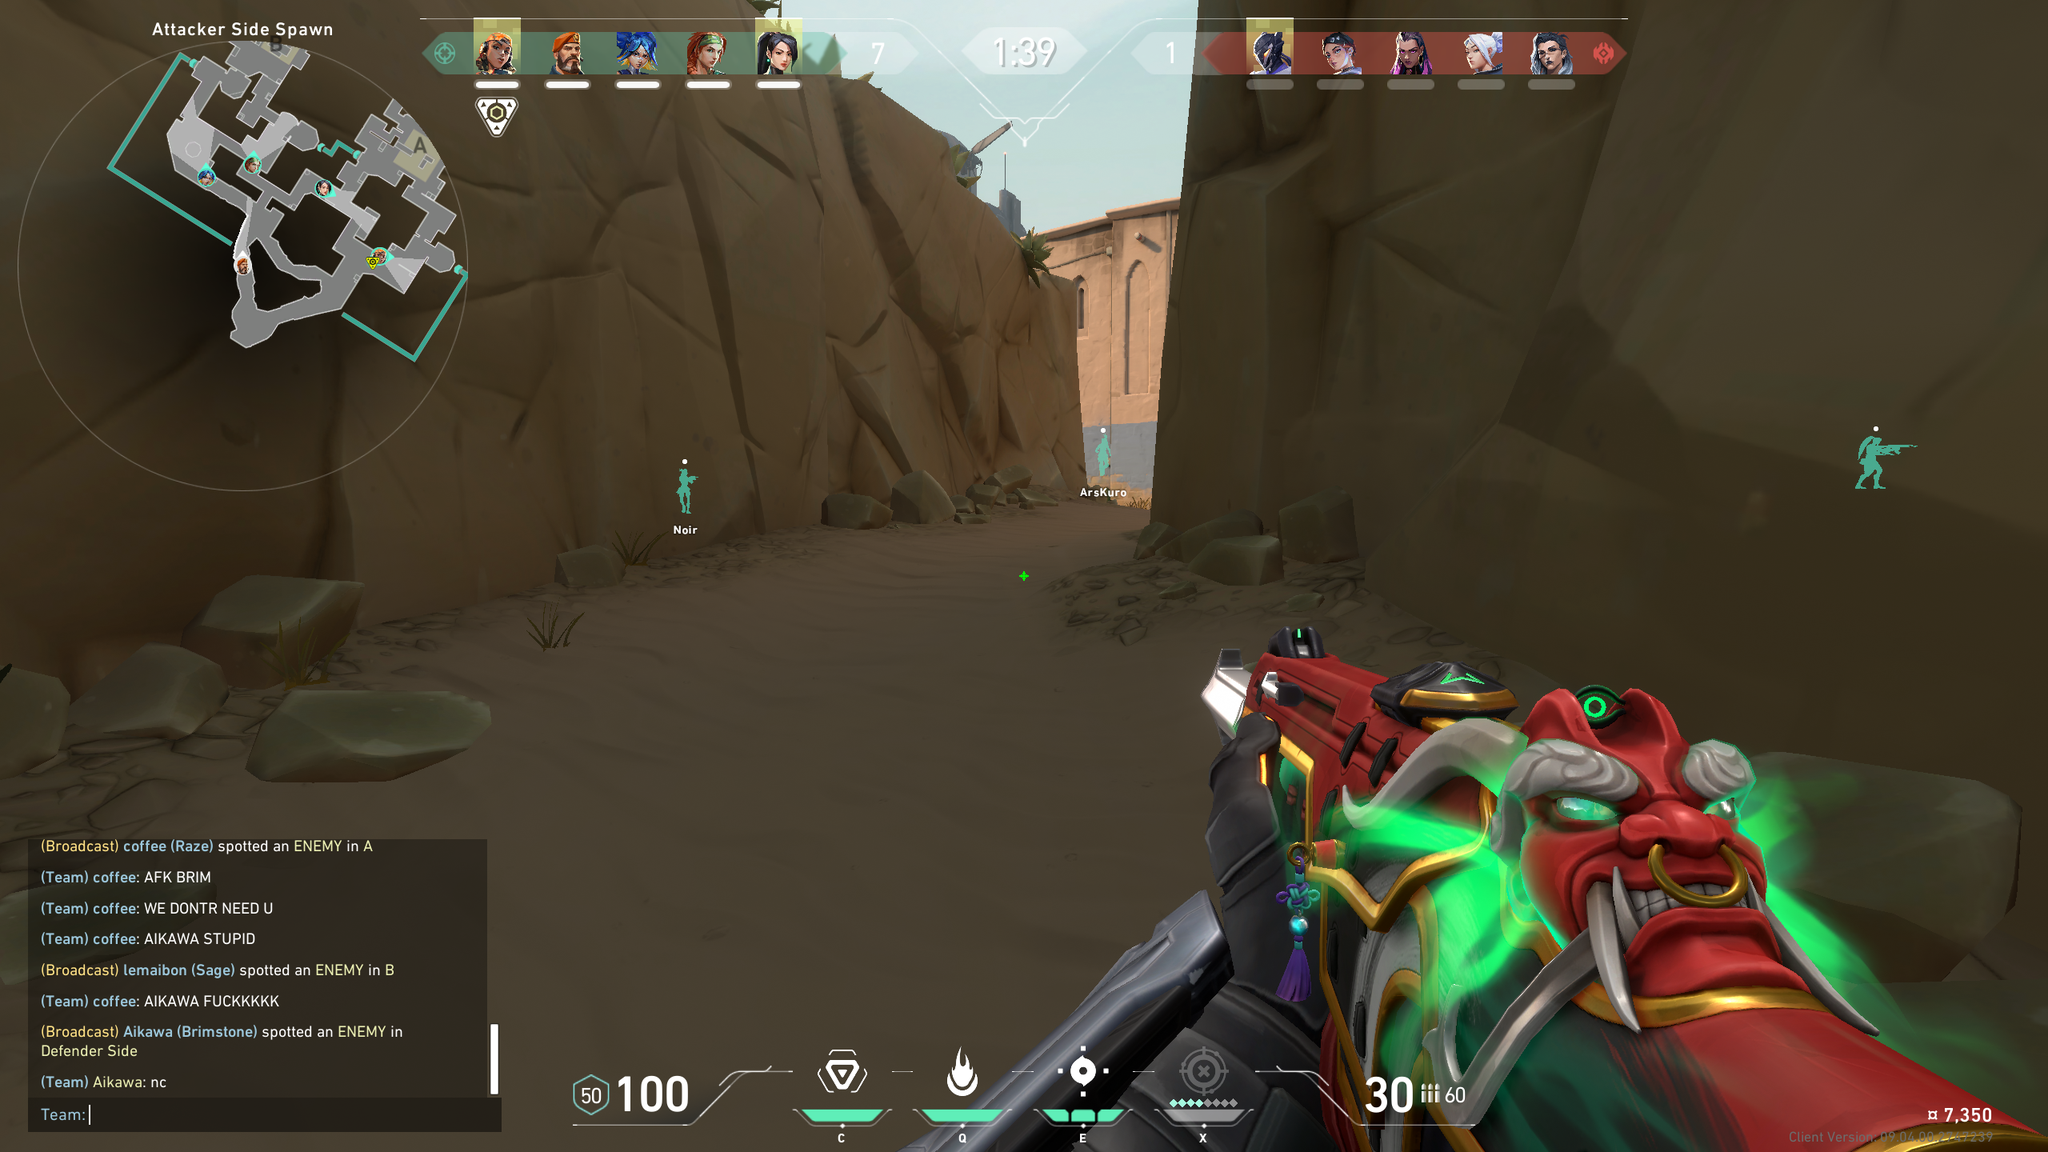 Attacker Side Spawn
B
A
7
1:39
1
Noir
ArsKuro
(Broadcast) coffee (Raze) spotted an ENEMY in A
(Team) coffee: AFK BRIM
(Team) coffee: WE DONTR NEED U
(Team) coffee: AIKAWA STUPID
(Broadcast) lemaibon (Sage) spotted an ENEMY in B
(Team) coffee: AIKAWA FUCKKKKK
(Broadcast) Aikawa (Brimstone) spotted an ENEMY in
Defender Side
(Team) Aikawa: nc
Team:
50 100
C
Q
E
X
30 60
¤ 7,350
Client Version: